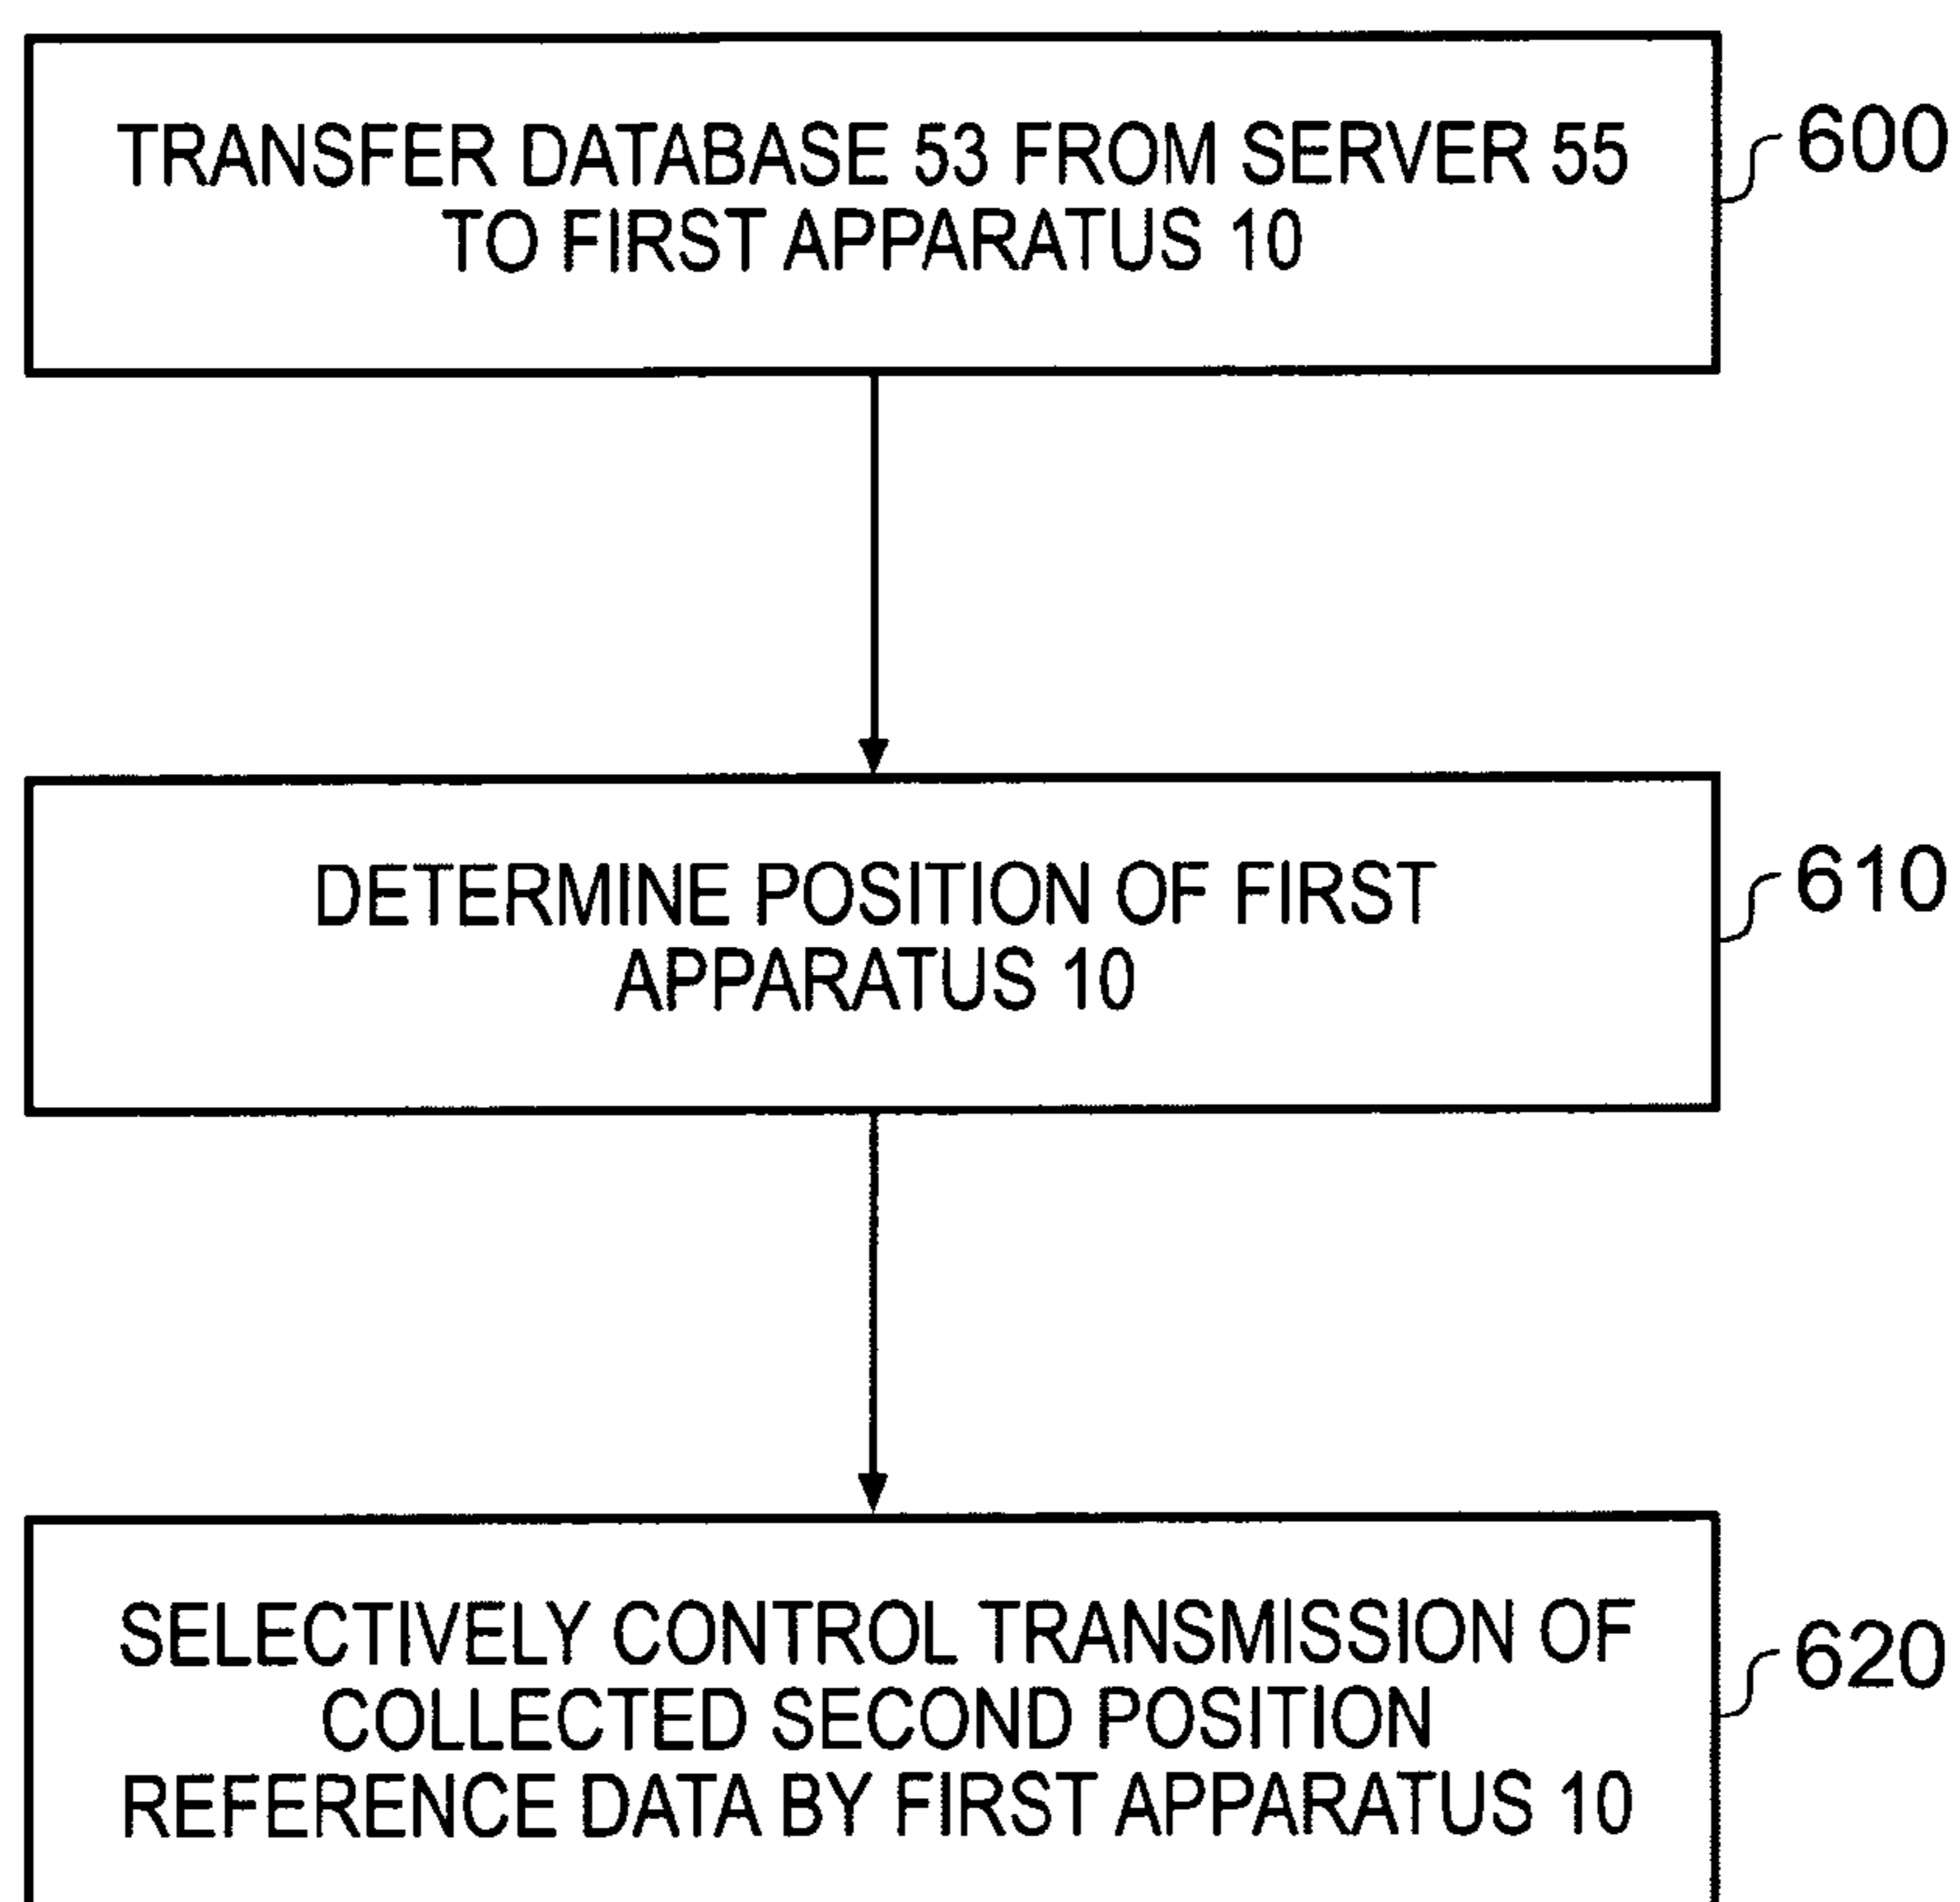 TRANSFER DATABASE 53 FROM SERVER 55
TO FIRST APPARATUS 10
600
DETERMINE POSITION OF FIRST
APPARATUS 10
610
SELECTIVELY CONTROL TRANSMISSION OF
COLLECTED SECOND POSITION
REFERENCE DATA BY FIRST APPARATUS 10
620